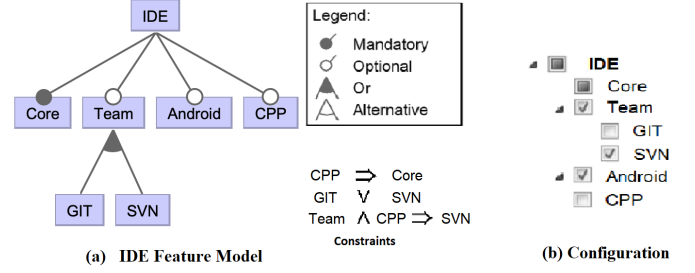 IDE
Core
Team
Android
CPP
GIT
SVN
Legend:
Mandatory
Optional
Or
Alternative
CPP ⇒ Core
GIT ∨ SVN
Team ∧ CPP ⇒ SVN
Constraints
(a) IDE Feature Model
IDE
Core
Team
GIT
SVN
Android
CPP
(b) Configuration